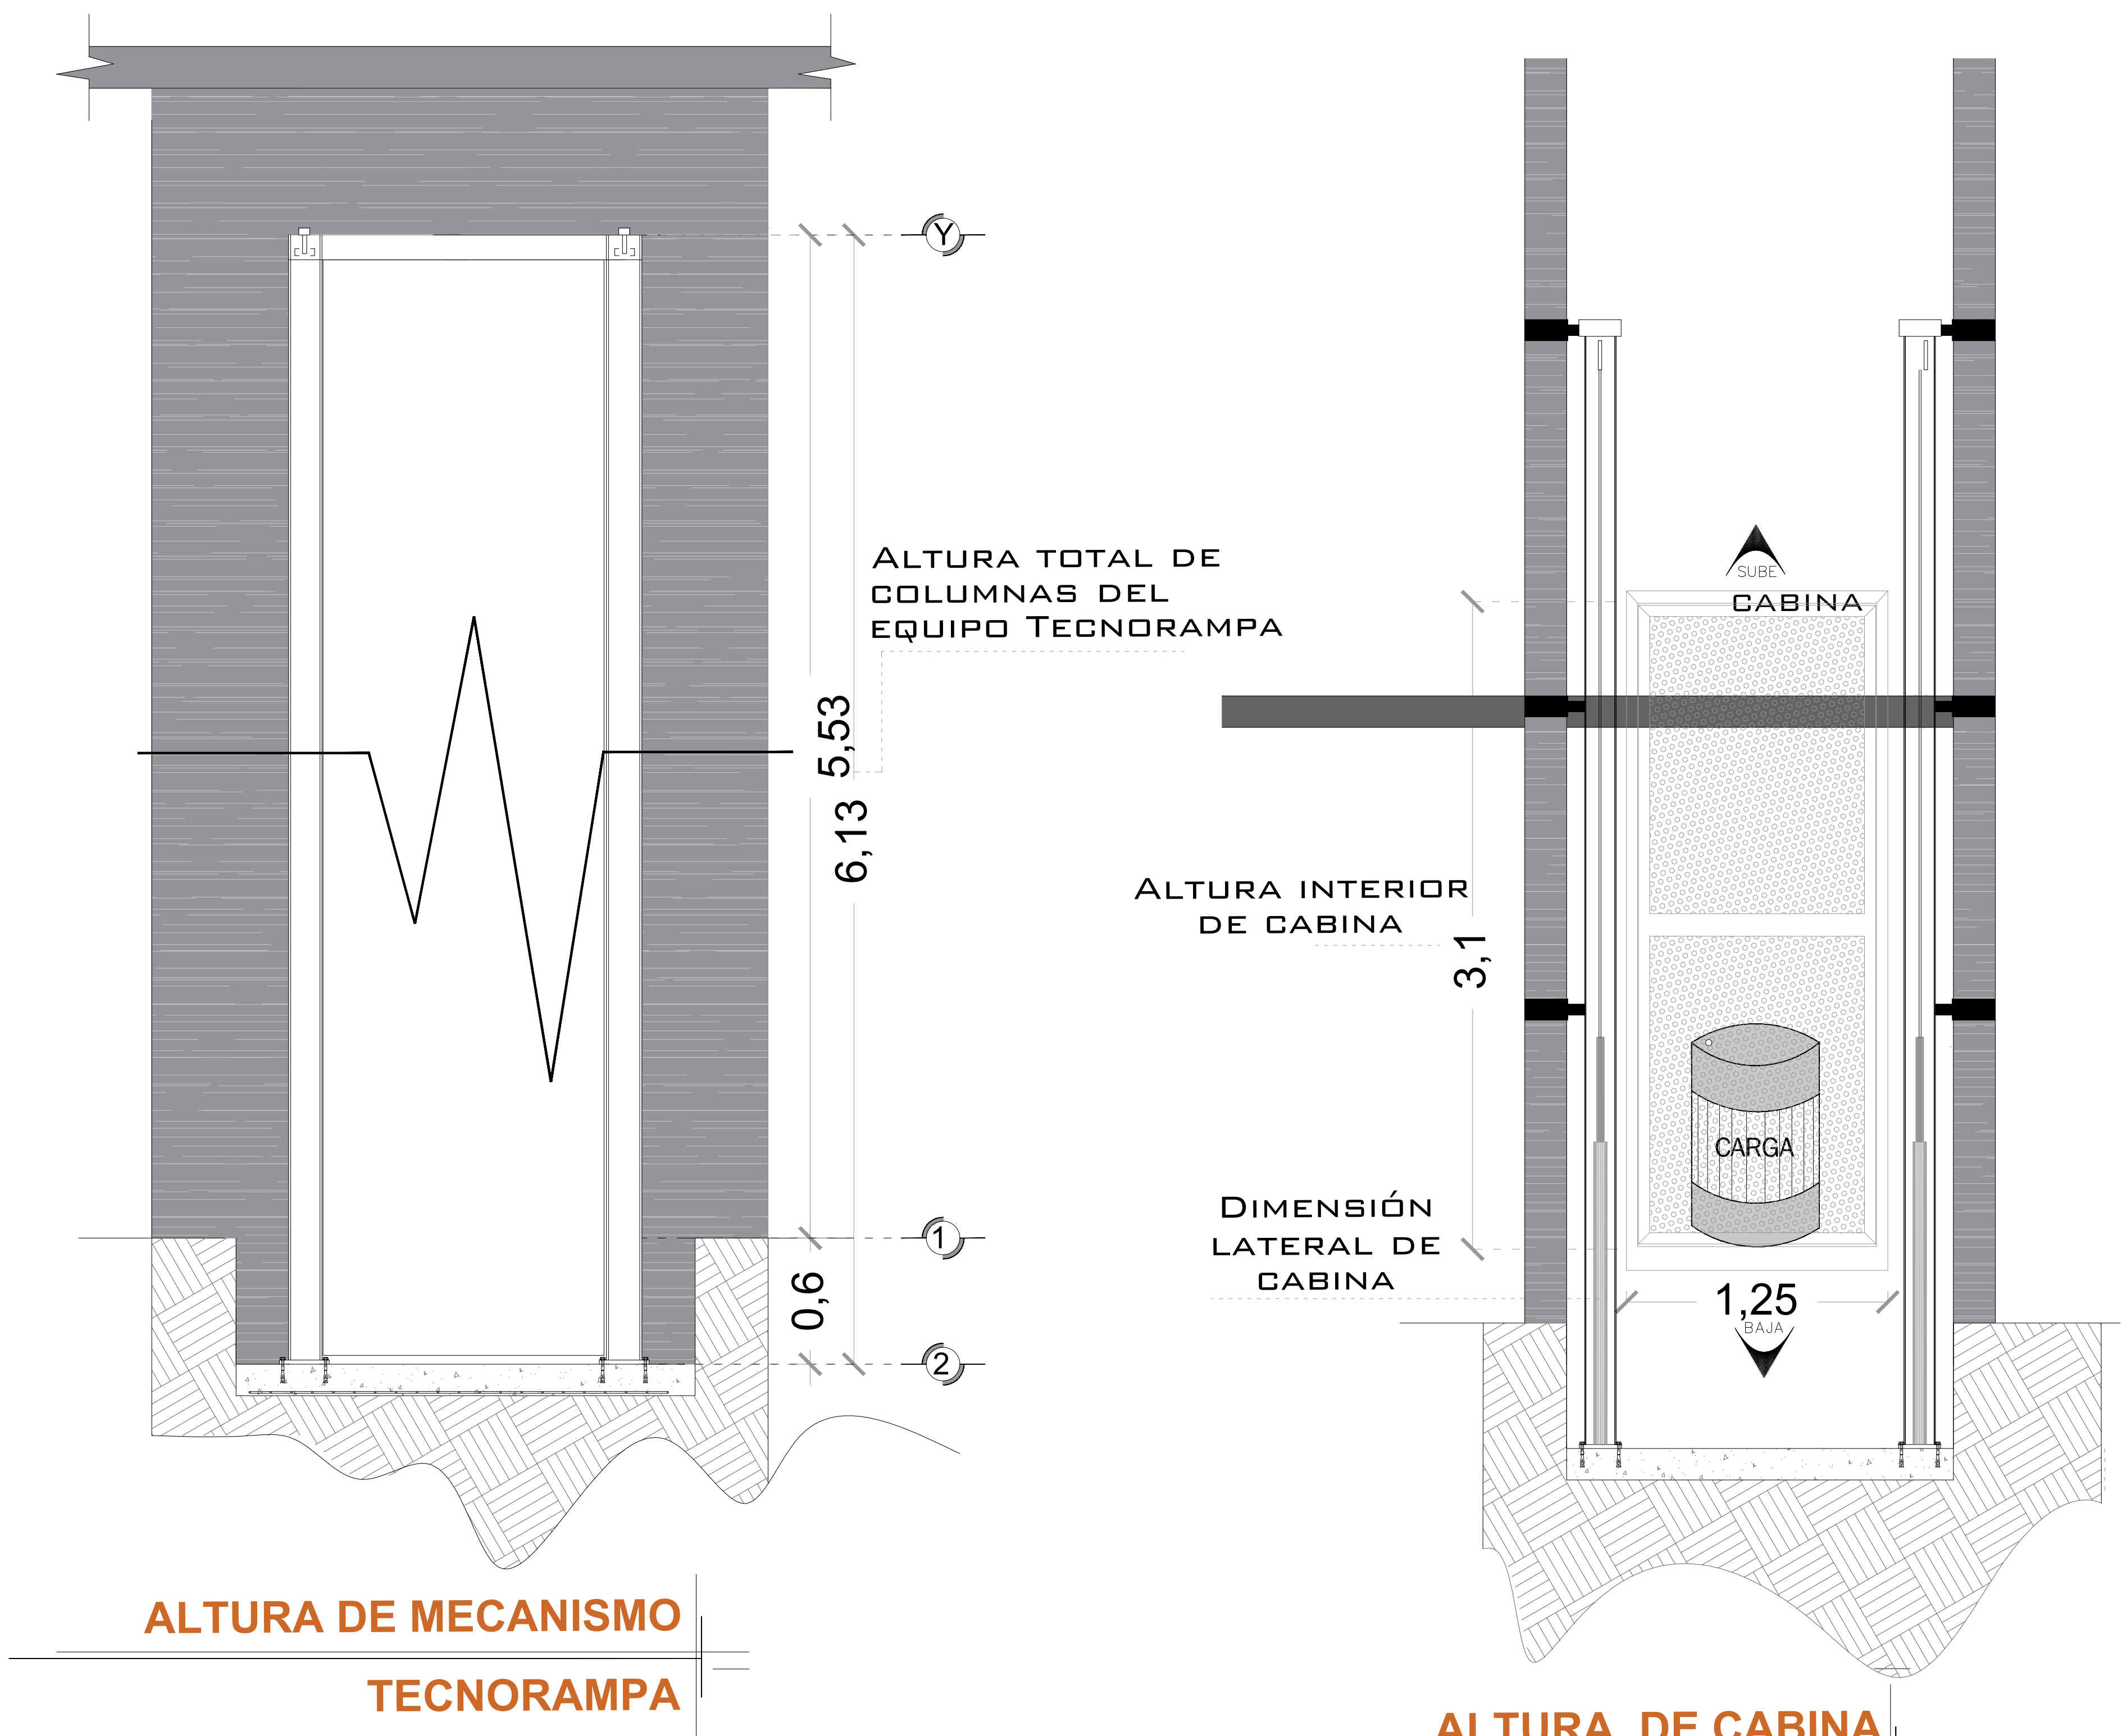 Y
ALTURA TOTAL DE
COLUMNAS DEL
EQUIPO TECNORAMPA
5,53
6,13
1
0,6
2
ALTURA DE MECANISMO
TECNORAMPA
SUBE
CABINA
ALTURA INTERIOR
DE CABINA
3,1
CARGA
DIMENSIÓN
LATERAL DE
CABINA
1,25
BAJA
ALTURA DE CABINA